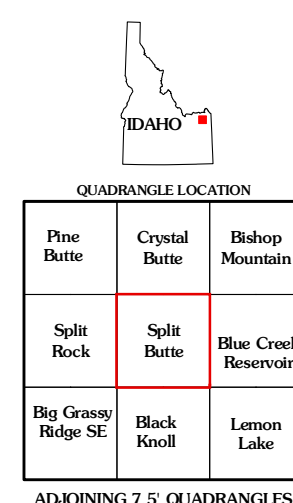 IDAHO
QUADRANGLE LOCATION
Pine
Butte
Crystal
Butte
Bishop
Mountain
Split
Rock
Split
Butte
Blue Creek
Reservoir
Big Grassy
Ridge SE
Black
Knoll
Lemon
Lake
ADJOINING 7.5' QUADRANGLES